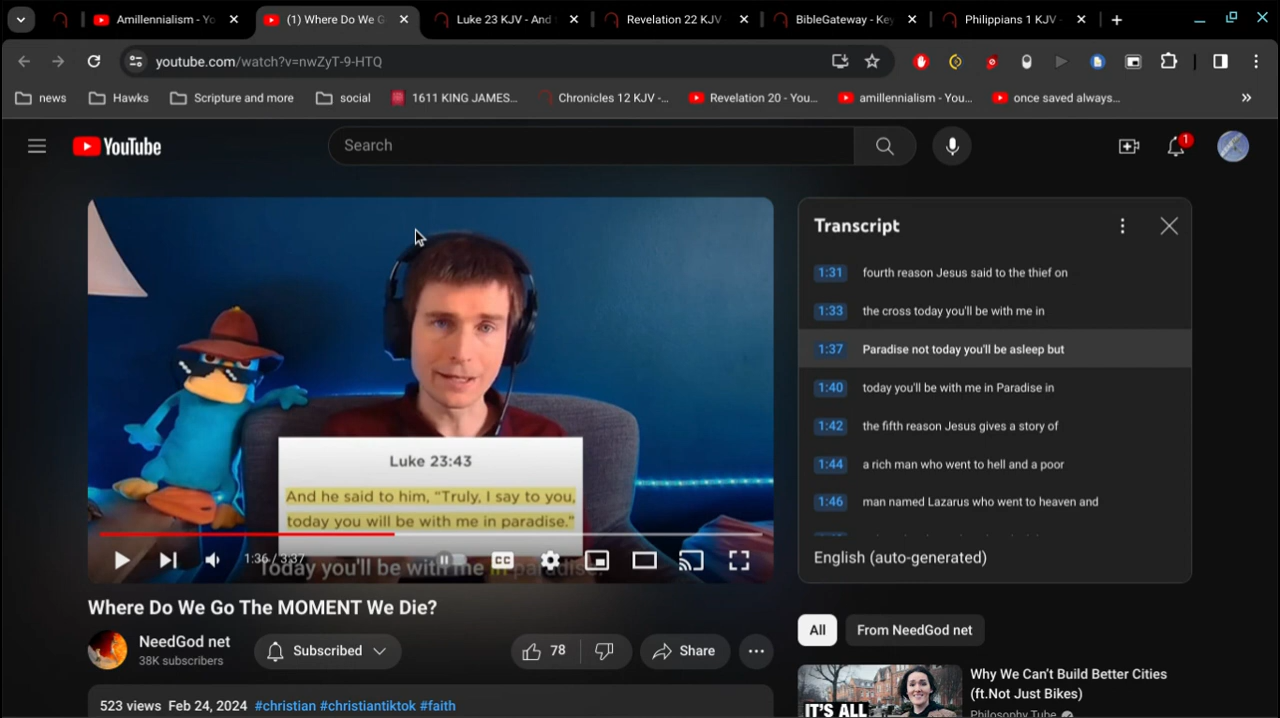 Amillennialism - Yo
(1) Where Do We G
Luke 23 KJV - And
Revelation 22 KJV
BibleGateway - Key
Philippians 1 KJV -
youtube.com/watch?v=nwZyT-9-HTQ
news
Hawks
Scripture and more
social
1611 KING JAMES...
Chronicles 12 KJV -...
Revelation 20 - You...
amillennialism - You...
once saved always...
»
YouTube
Search
1
Transcript
1:31 fourth reason Jesus said to the thief on
1:33 the cross today you'll be with me in
1:37 Paradise not today you'll be asleep but
1:40 today you'll be with me in Paradise in
1:42 the fifth reason Jesus gives a story of
1:44 a rich man who went to hell and a poor
1:46 man named Lazarus who went to heaven and
English (auto-generated)
Luke 23:43
And he said to him, "Truly, I say to you,
today you will be with me in paradise."
1:36 / 3:37
CC
Today you'll be with me in paradise,
Where Do We Go The MOMENT We Die?
NeedGod net
38K subscribers
Subscribed
78
Share
523 views Feb 24, 2024 #christian #christiantiktok #faith
All
From NeedGod net
IT'S ALL
Why We Can't Build Better Cities
(ft.Not Just Bikes)
Philosophy Tube